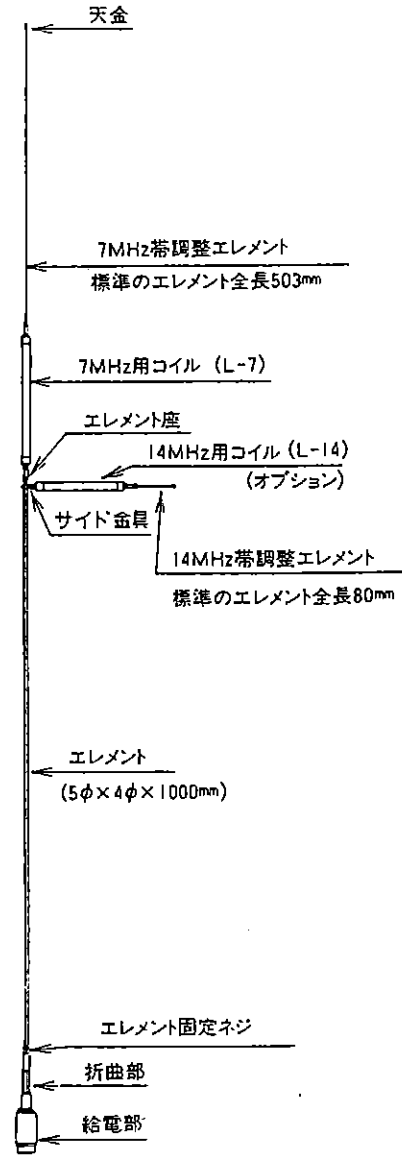 天金
7MHz帯調整エレメント
標準のエレメント全長503mm
7MHz用コイル (L-7)
エレメント座
14MHz用コイル (L-14)
(オプション)
サイド金具
14MHz帯調整エレメント
標準のエレメント全長80mm
エレメント
(5φ×4φ×1000mm)
エレメント固定ネジ
折曲部
給電部